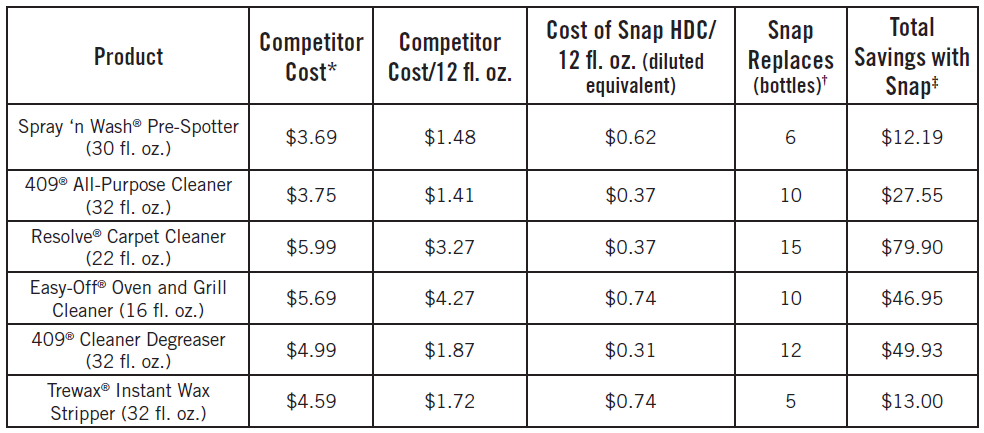 Product
Competitor
Cost*
Competitor
Cost/12 fl. oz.
Cost of Snap HDC/
12 fl. oz. (diluted
equivalent)
Snap
Replaces
(bottles)†
Total
Savings with
Snap‡
Spray ‘n Wash® Pre-Spotter
(30 fl. oz.)
$3.69
$1.48
$0.62
6
$12.19
409® All-Purpose Cleaner
(32 fl. oz.)
$3.75
$1.41
$0.37
10
$27.55
Resolve® Carpet Cleaner
(22 fl. oz.)
$5.99
$3.27
$0.37
15
$79.90
Easy-Off® Oven and Grill
Cleaner (16 fl. oz.)
$5.69
$4.27
$0.74
10
$46.95
409® Cleaner Degreaser
(32 fl. oz.)
$4.99
$1.87
$0.31
12
$49.93
Trewax® Instant Wax
Stripper (32 fl. oz.)
$4.59
$1.72
$0.74
5
$13.00